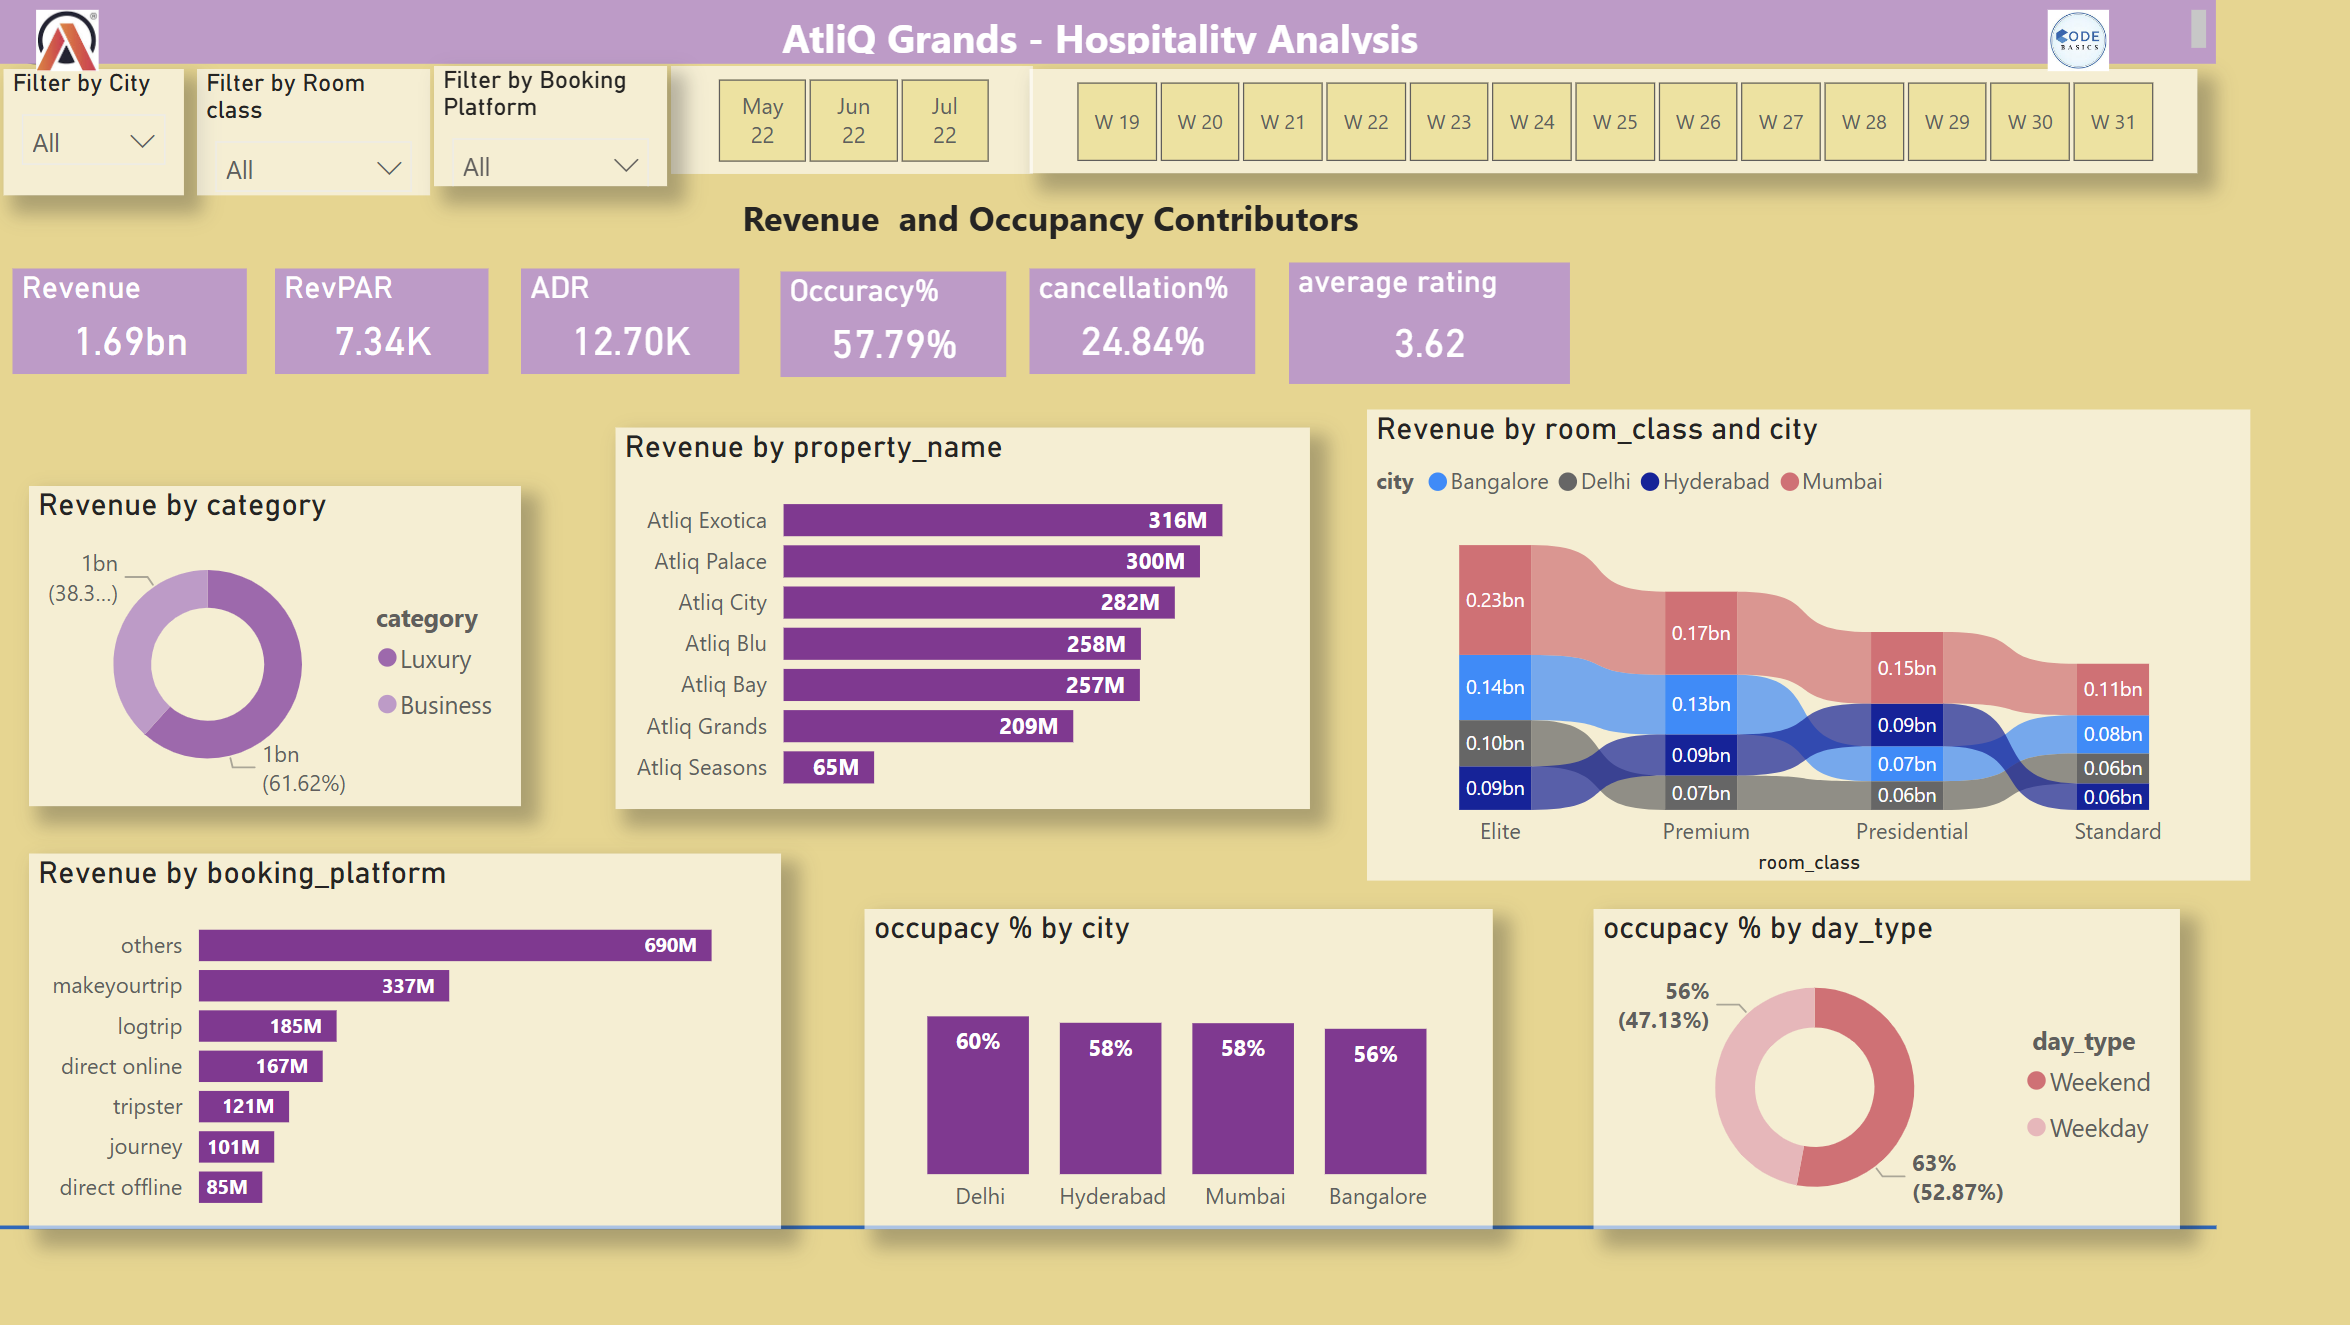 AtliQ Grands - Hospitality Analysis
CODE
BASICS
Filter by City
All
Filter by Room
class
All
Filter by Booking
Platform
All
May
22
Jun
22
Jul
22
W 19
W 20
W 21
W 22
W 23
W 24
W 25
W 26
W 27
W 28
W 29
W 30
W 31
Revenue and Occupancy Contributors
Revenue
1.69bn
RevPAR
7.34K
ADR
12.70K
Occuracy%
57.79%
cancellation%
24.84%
average rating
3.62
Revenue by category
1bn
(38.3...)
1bn
(61.62%)
category
Luxury
Business
Revenue by property_name
Atliq Exotica 316M
Atliq Palace 300M
Atliq City 282M
Atliq Blu 258M
Atliq Bay 257M
Atliq Grands 209M
Atliq Seasons 65M
Revenue by room_class and city
city Bangalore Delhi Hyderabad Mumbai
0.23bn
0.14bn
0.10bn
0.09bn
0.17bn
0.13bn
0.09bn
0.07bn
0.15bn
0.09bn
0.07bn
0.06bn
0.11bn
0.08bn
0.06bn
0.06bn
Elite Premium Presidential Standard
room_class
Revenue by booking_platform
others 690M
makeyourtrip 337M
logtrip 185M
direct online 167M
tripster 121M
journey 101M
direct offline 85M
occupacy % by city
60% 58% 58% 56%
Delhi Hyderabad Mumbai Bangalore
occupacy % by day_type
56%
(47.13%)
63%
(52.87%)
day_type
Weekend
Weekday